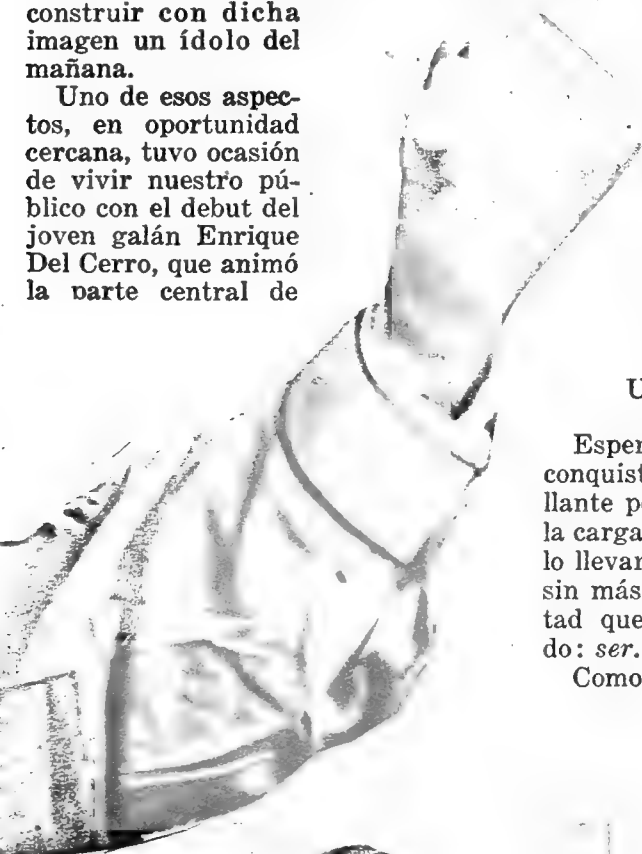 construir con dicha
imagen un ídolo del
mañana.
Uno de esos aspec-
tos, en oportunidad
cercana, tuvo ocasión
de vivir nuestro pú-
blico con el debut del
joven galán Enrique
Del Cerro, que animó
la parte central de
U
Esper
conquist
llante p
la carga
lo llevar
sin más
tad que
do: ser.
Como